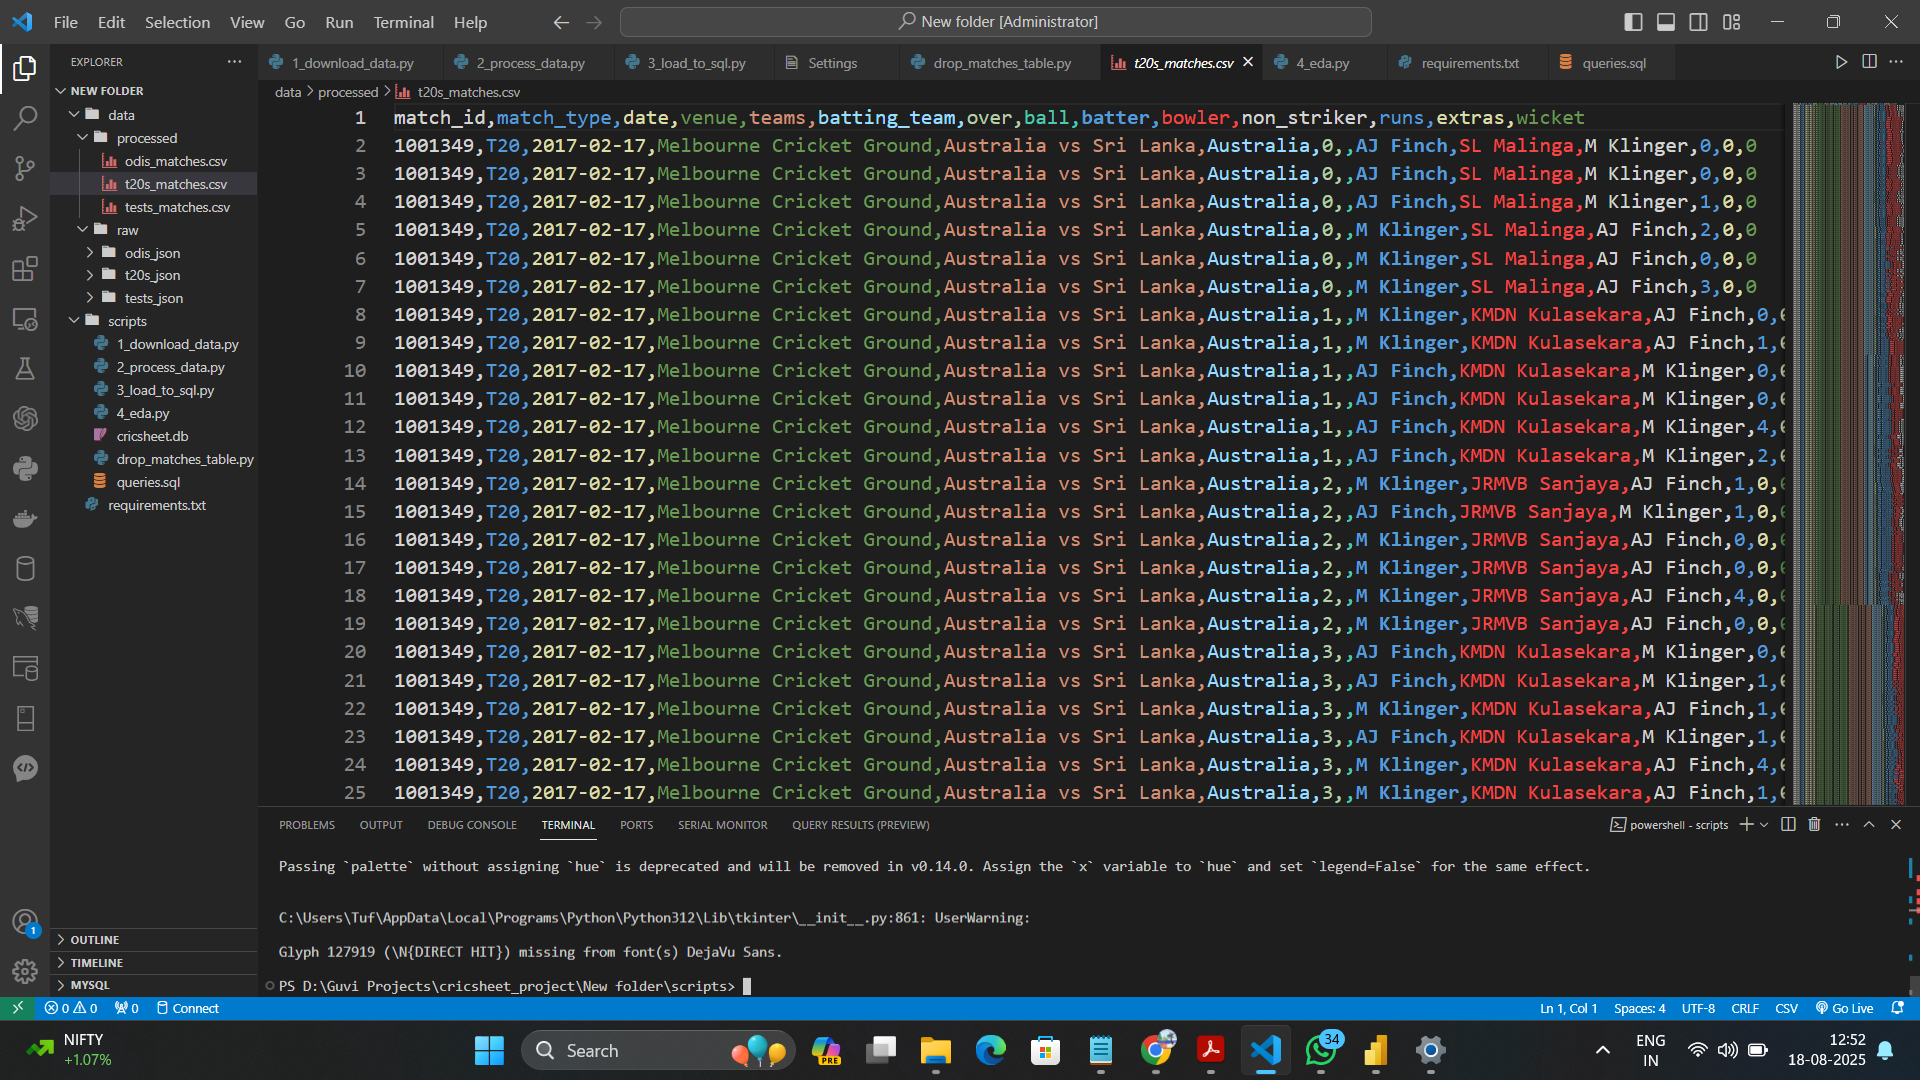 File Edit Selection View Go Run Terminal Help
New folder [Administrator]
EXPLORER
NEW FOLDER
data
processed
odis_matches.csv
t20s_matches.csv
tests_matches.csv
raw
odis_json
t20s_json
tests_json
scripts
1_download_data.py
2_process_data.py
3_load_to_sql.py
4_eda.py
cricsheet.db
drop_matches_table.py
queries.sql
requirements.txt
OUTLINE
TIMELINE
MYSQL
1_download_data.py 2_process_data.py 3_load_to_sql.py Settings drop_matches_table.py t20s_matches.csv 4_eda.py requirements.txt queries.sql
data > processed > t20s_matches.csv
1 match_id,match_type,date,venue,teams,batting_team,over,ball,batter,bowler,non_striker,runs,extras,wicket
2 1001349,T20,2017-02-17,Melbourne Cricket Ground,Australia vs Sri Lanka,Australia,0,,AJ Finch,SL Malinga,M Klinger,0,0,0
3 1001349,T20,2017-02-17,Melbourne Cricket Ground,Australia vs Sri Lanka,Australia,0,,AJ Finch,SL Malinga,M Klinger,0,0,0
4 1001349,T20,2017-02-17,Melbourne Cricket Ground,Australia vs Sri Lanka,Australia,0,,AJ Finch,SL Malinga,M Klinger,1,0,0
5 1001349,T20,2017-02-17,Melbourne Cricket Ground,Australia vs Sri Lanka,Australia,0,,M Klinger,SL Malinga,AJ Finch,2,0,0
6 1001349,T20,2017-02-17,Melbourne Cricket Ground,Australia vs Sri Lanka,Australia,0,,M Klinger,SL Malinga,AJ Finch,0,0,0
7 1001349,T20,2017-02-17,Melbourne Cricket Ground,Australia vs Sri Lanka,Australia,0,,M Klinger,SL Malinga,AJ Finch,3,0,0
8 1001349,T20,2017-02-17,Melbourne Cricket Ground,Australia vs Sri Lanka,Australia,1,,M Klinger,KMDN Kulasekara,AJ Finch,0,
9 1001349,T20,2017-02-17,Melbourne Cricket Ground,Australia vs Sri Lanka,Australia,1,,M Klinger,KMDN Kulasekara,AJ Finch,1,
10 1001349,T20,2017-02-17,Melbourne Cricket Ground,Australia vs Sri Lanka,Australia,1,,AJ Finch,KMDN Kulasekara,M Klinger,0,
11 1001349,T20,2017-02-17,Melbourne Cricket Ground,Australia vs Sri Lanka,Australia,1,,AJ Finch,KMDN Kulasekara,M Klinger,0,
12 1001349,T20,2017-02-17,Melbourne Cricket Ground,Australia vs Sri Lanka,Australia,1,,AJ Finch,KMDN Kulasekara,M Klinger,4,
13 1001349,T20,2017-02-17,Melbourne Cricket Ground,Australia vs Sri Lanka,Australia,1,,AJ Finch,KMDN Kulasekara,M Klinger,2,
14 1001349,T20,2017-02-17,Melbourne Cricket Ground,Australia vs Sri Lanka,Australia,2,,M Klinger,JRMVB Sanjaya,AJ Finch,1,0,
15 1001349,T20,2017-02-17,Melbourne Cricket Ground,Australia vs Sri Lanka,Australia,2,,AJ Finch,JRMVB Sanjaya,M Klinger,1,0,
16 1001349,T20,2017-02-17,Melbourne Cricket Ground,Australia vs Sri Lanka,Australia,2,,M Klinger,JRMVB Sanjaya,AJ Finch,0,0,
17 1001349,T20,2017-02-17,Melbourne Cricket Ground,Australia vs Sri Lanka,Australia,2,,M Klinger,JRMVB Sanjaya,AJ Finch,0,0,
18 1001349,T20,2017-02-17,Melbourne Cricket Ground,Australia vs Sri Lanka,Australia,2,,M Klinger,JRMVB Sanjaya,AJ Finch,4,0,
19 1001349,T20,2017-02-17,Melbourne Cricket Ground,Australia vs Sri Lanka,Australia,2,,M Klinger,JRMVB Sanjaya,AJ Finch,0,0,
20 1001349,T20,2017-02-17,Melbourne Cricket Ground,Australia vs Sri Lanka,Australia,3,,AJ Finch,KMDN Kulasekara,M Klinger,0,
21 1001349,T20,2017-02-17,Melbourne Cricket Ground,Australia vs Sri Lanka,Australia,3,,AJ Finch,KMDN Kulasekara,M Klinger,1,
22 1001349,T20,2017-02-17,Melbourne Cricket Ground,Australia vs Sri Lanka,Australia,3,,M Klinger,KMDN Kulasekara,AJ Finch,1,
23 1001349,T20,2017-02-17,Melbourne Cricket Ground,Australia vs Sri Lanka,Australia,3,,AJ Finch,KMDN Kulasekara,M Klinger,1,
24 1001349,T20,2017-02-17,Melbourne Cricket Ground,Australia vs Sri Lanka,Australia,3,,M Klinger,KMDN Kulasekara,AJ Finch,4,
25 1001349,T20,2017-02-17,Melbourne Cricket Ground,Australia vs Sri Lanka,Australia,3,,M Klinger,KMDN Kulasekara,AJ Finch,1,
PROBLEMS OUTPUT DEBUG CONSOLE TERMINAL PORTS SERIAL MONITOR QUERY RESULTS (PREVIEW) powershell - scripts
Passing `palette` without assigning `hue` is deprecated and will be removed in v0.14.0. Assign the `x` variable to `hue` and set `legend=False` for the same effect.
C:\Users\Tuf\AppData\Local\Programs\Python\Python312\Lib\tkinter\__init__.py:861: UserWarning:
Glyph 127919 (\N{DIRECT HIT}) missing from font(s) DejaVu Sans.
PS D:\Guvi Projects\cricsheet_project\New folder\scripts>
1
0 0 0 Connect Ln 1, Col 1 Spaces: 4 UTF-8 CRLF CSV Go Live
NIFTY
+1.07%
Search
PRE
34
ENG
IN
12:52
18-08-2025